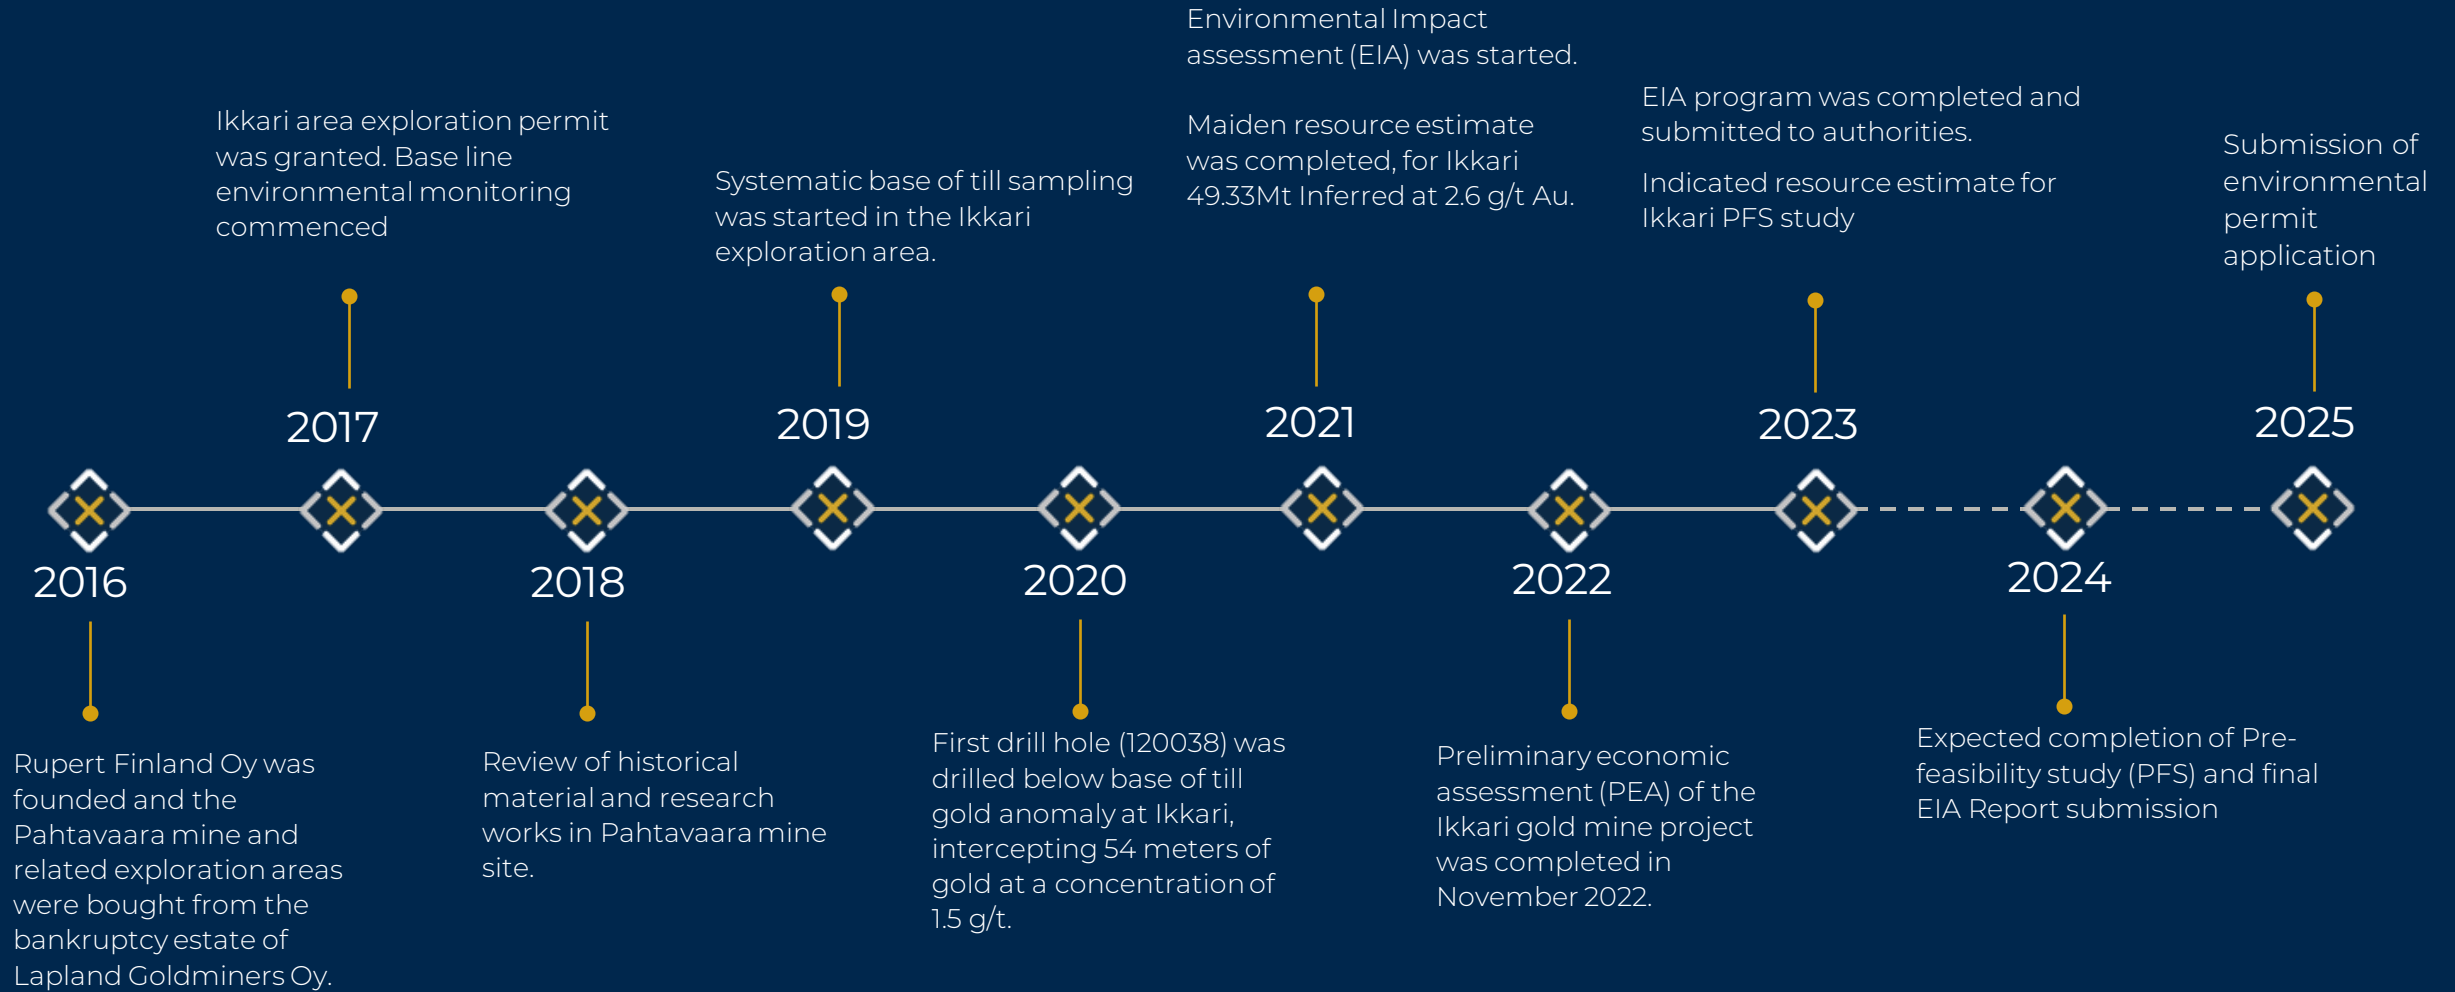 2016
Rupert Finland Oy was
founded and the
Pahtavaara mine and
related exploration areas
were bought from the
bankruptcy estate of
Lapland Goldminers Oy.
Ikkari area exploration permit
was granted. Base line
environmental monitoring
commenced
2017
2018
Review of historical
material and research
works in Pahtavaara mine
site.
Systematic base of till sampling
was started in the Ikkari
exploration area.
2019
2020
First drill hole (120038) was
drilled below base of till
gold anomaly at Ikkari,
intercepting 54 meters of
gold at a concentration of
1.5 g/t.
Environmental Impact
assessment (EIA) was started.
Maiden resource estimate
was completed, for Ikkari
49.33Mt Inferred at 2.6 g/t Au.
2021
2022
Preliminary economic
assessment (PEA) of the
Ikkari gold mine project
was completed in
November 2022.
EIA program was completed and
submitted to authorities.
Indicated resource estimate for
Ikkari PFS study
2023
2024
Expected completion of Pre-
feasibility study (PFS) and final
EIA Report submission
Submission of
environmental
permit
application
2025